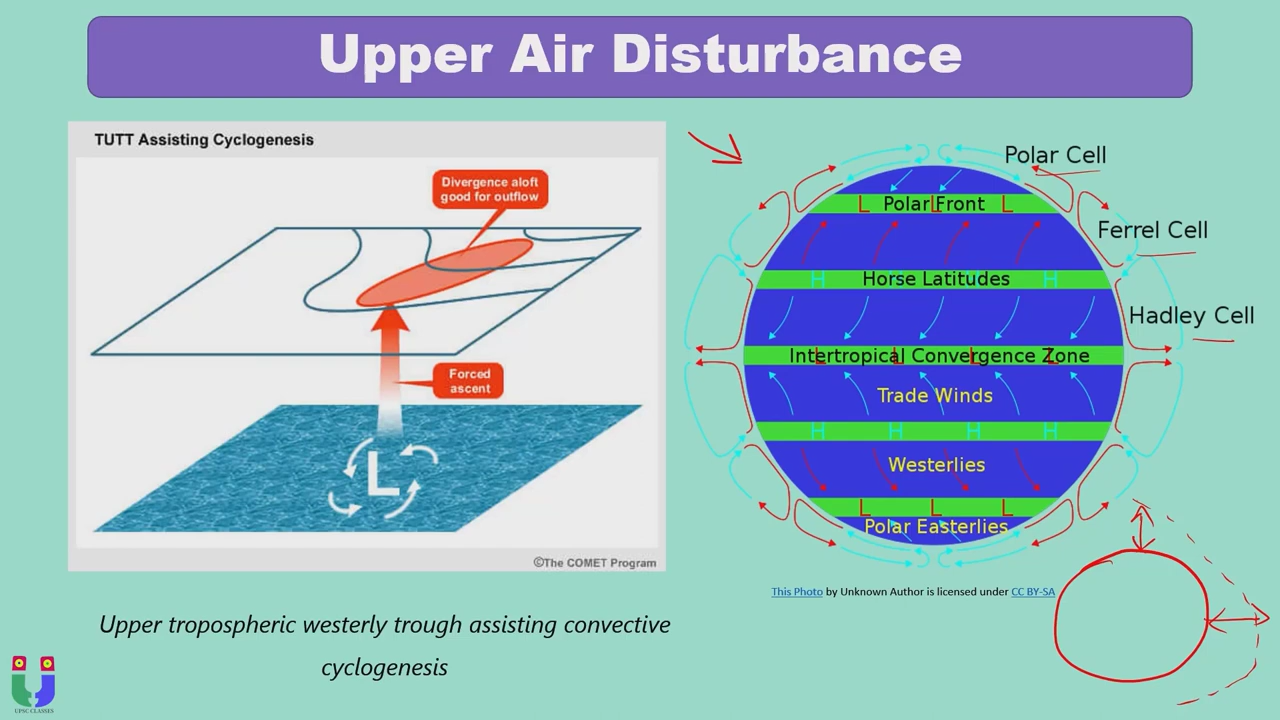 Upper Air Disturbance
TUTT Assisting Cyclogenesis
Divergence aloft
good for outflow
Forced
ascent
L
©The COMET Program
Upper tropospheric westerly trough assisting convective
cyclogenesis
Polar Cell
Ferrel Cell
Hadley Cell
L L L
Polar Front
H H
Horse Latitudes
L L L L
Intertropical Convergence Zone
Trade Winds
H H H H
Westerlies
L L L
Polar Easterlies
This Photo by Unknown Author is licensed under CC BY-SA
UPSC CLASSES